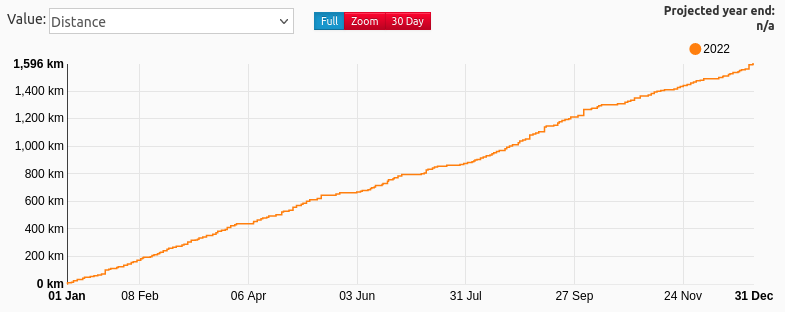 Value: Distance Full Zoom 30 Day Projected year end:
n/a
2022
1,596 km
1,400 km
1,200 km
1,000 km
800 km
600 km
400 km
200 km
0 km
01 Jan 08 Feb 06 Apr 03 Jun 31 Jul 27 Sep 24 Nov 31 Dec